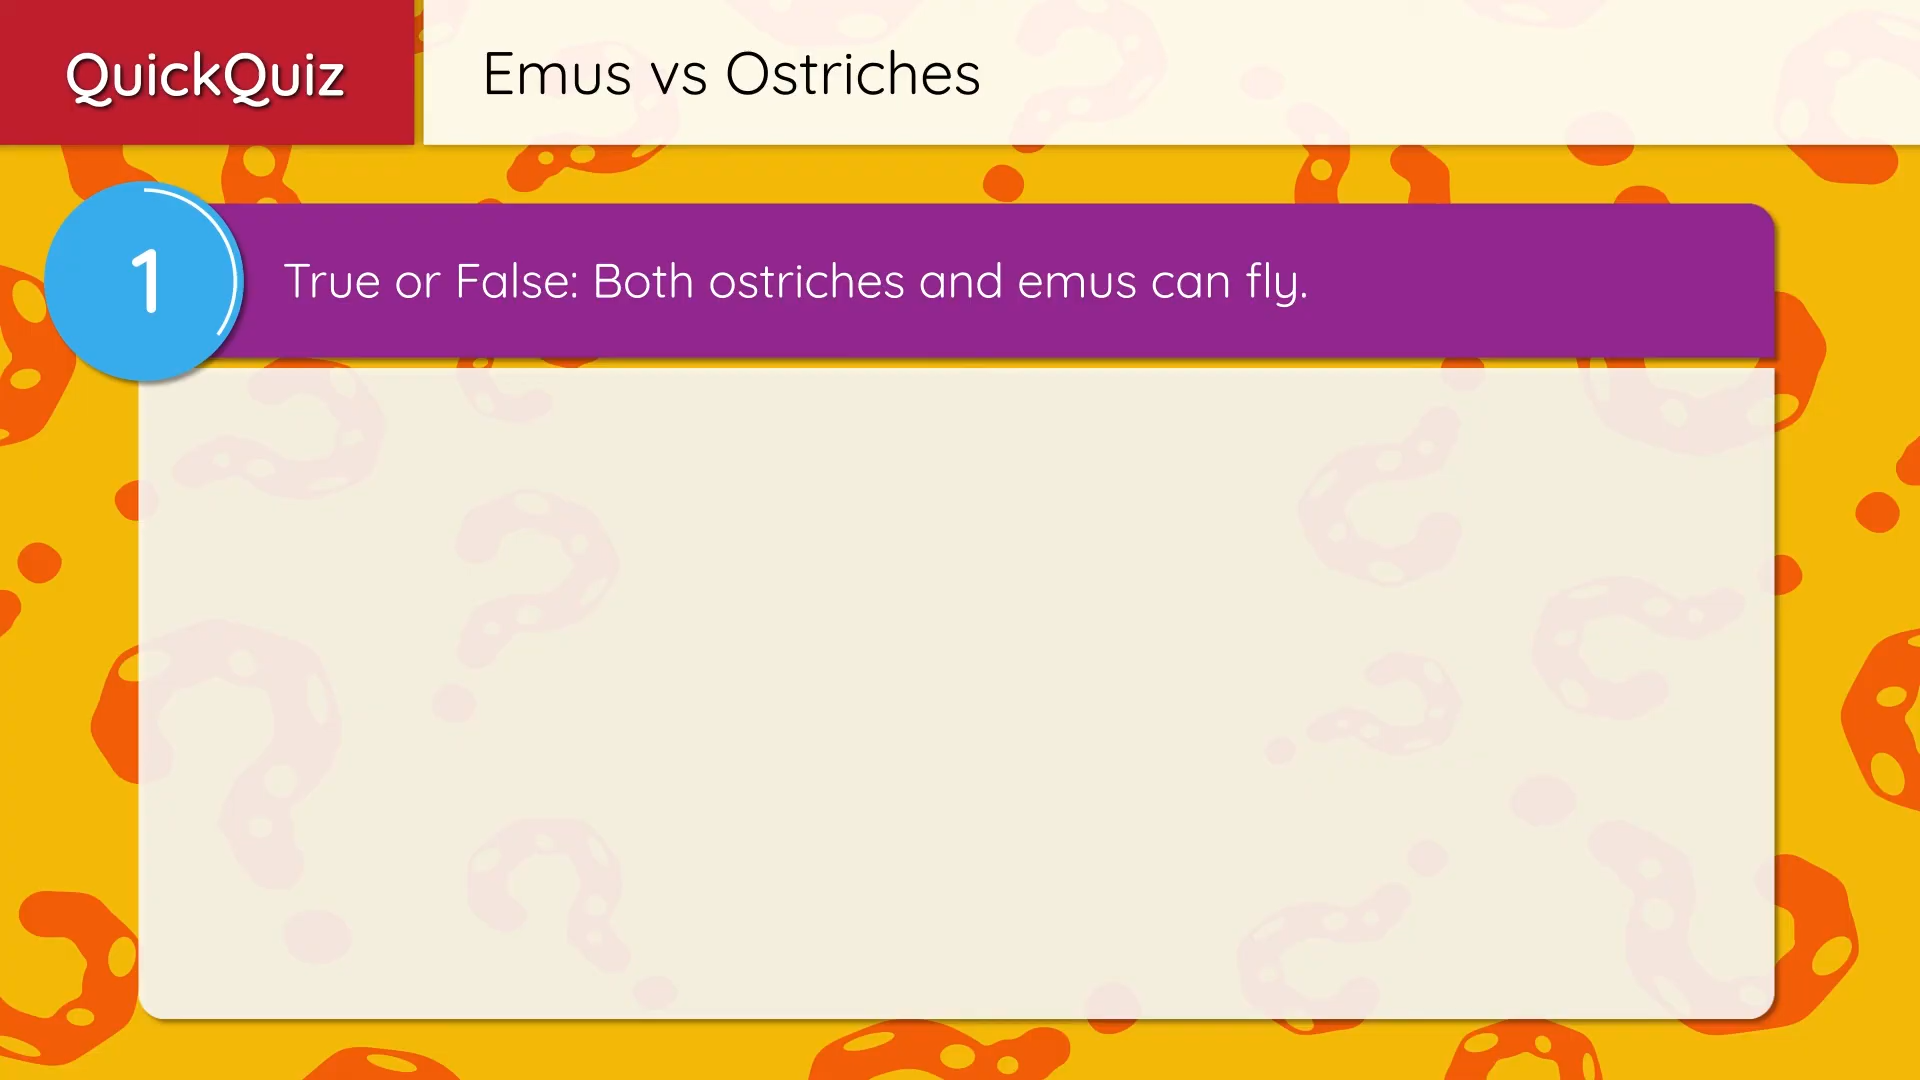 QuickQuiz
Emus vs Ostriches
1
True or False: Both ostriches and emus can fly.